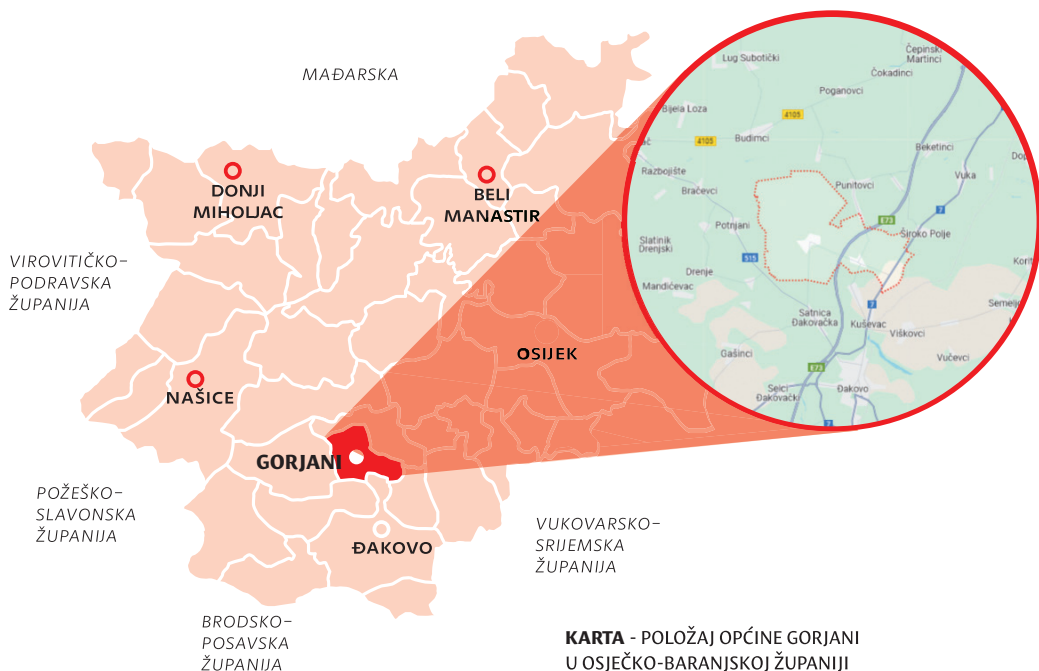 MAĐARSKA
DONJI
MIHOLJAC
BELI
MANASTIR
VIROVITIČKO-
PODRAVSKA
ŽUPANIJA
OSIJEK
NAŠICE
GORJANI
POŽEŠKO-
SLAVONSKA
ŽUPANIJA
ĐAKOVO
VUKOVARSKO-
SRIJEMSKA
ŽUPANIJA
BRODSKO-
POSAVSKA
ŽUPANIJA
KARTA - POLOŽAJ OPĆINE GORJANI
U OSJEČKO-BARANJSKOJ ŽUPANIJI
Lug Subotički
Čepinski
Martinci
Čokadinci
Poganovci
Bijela Loza
4105
Budimci
4105
Beketinci
Razbojište
Vuka
Bračevci
Punitovci
7
E73
Potnjani
Široko Polje
Slatinik
Drenjski
515
Drenje
Mandićevac
7
Satnica
Đakovačka
Kuševac
Viškovci
Gašinci
Vučevci
E73
Selci
Đakovački
Đakovo
7